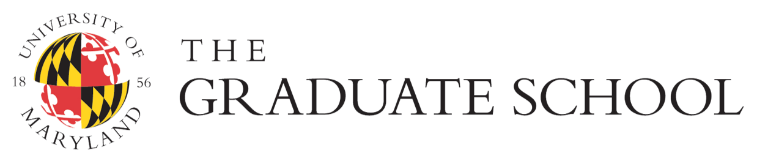 UNIVERSITY OF
18 56
MARYLAND
THE
GRADUATE SCHOOL